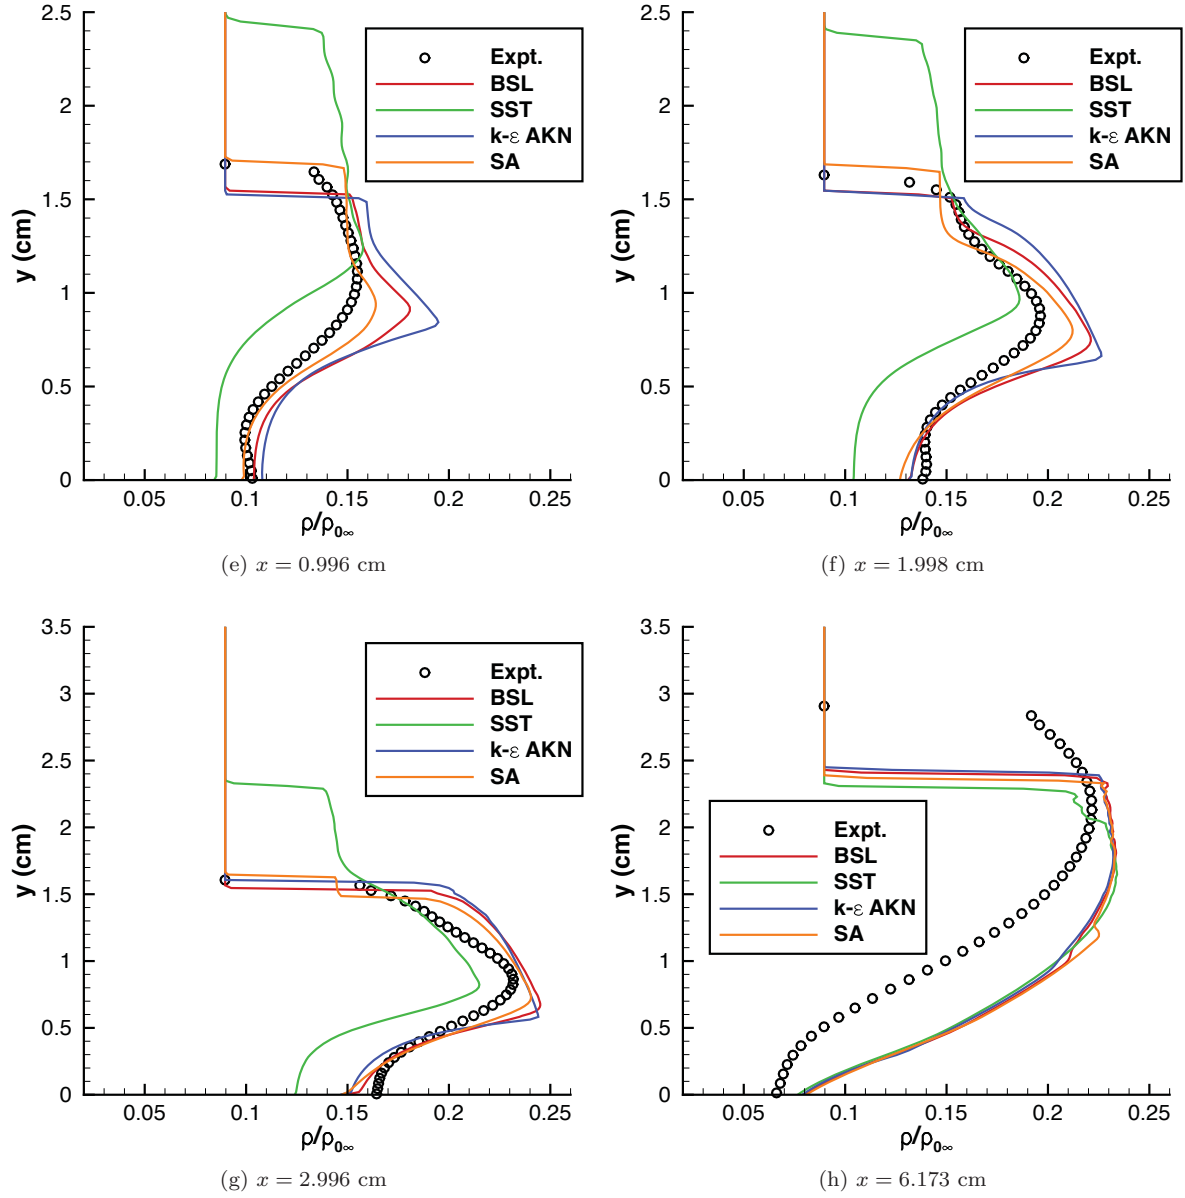 2.5
2
1.5
1
0.5
0
y (cm)
0.05 0.1 0.15 0.2 0.25
ρ/ρ0∞
Expt.
BSL
SST
k-ε AKN
SA
(e) x = 0.996 cm
2.5
2
1.5
1
0.5
0
y (cm)
0.05 0.1 0.15 0.2 0.25
ρ/ρ0∞
Expt.
BSL
SST
k-ε AKN
SA
(f) x = 1.998 cm
3.5
3
2.5
2
1.5
1
0.5
0
y (cm)
0.05 0.1 0.15 0.2 0.25
ρ/ρ0∞
Expt.
BSL
SST
k-ε AKN
SA
(g) x = 2.996 cm
3.5
3
2.5
2
1.5
1
0.5
0
y (cm)
0.05 0.1 0.15 0.2 0.25
ρ/ρ0∞
Expt.
BSL
SST
k-ε AKN
SA
(h) x = 6.173 cm